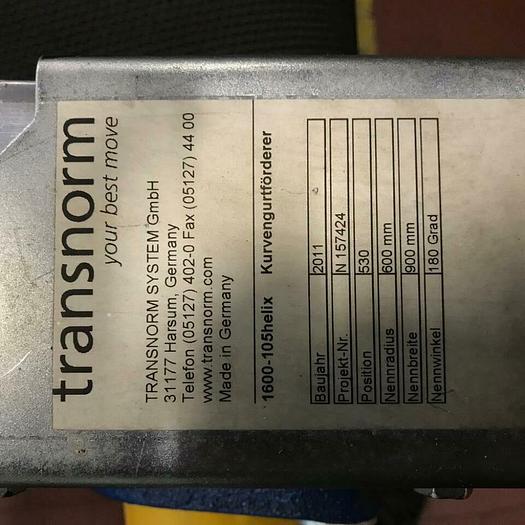 transnorm
your best move
TRANSNORM SYSTEM GmbH
31177 Harsum, Germany
Telefon (05127) 402-0 Fax (05127) 44 00
www.transnorm.com
Made in Germany
1600-105helix Kurvengurtförderer
Baujahr 2011
Projekt-Nr. N 157424
Position 530
Nennradius 600 mm
Nennbreite 900 mm
Nennwinkel 180 Grad